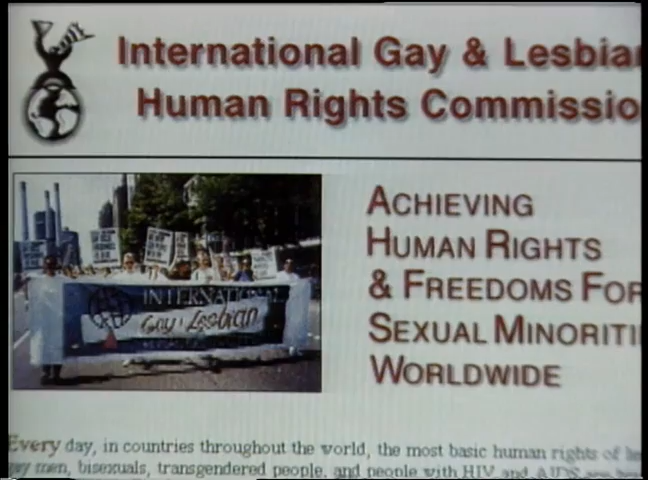 International Gay & Lesbia
Human Rights Commissio
ACHIEVING
HUMAN RIGHTS
& FREEDOMS FOR
SEXUAL MINORITI
WORLDWIDE
INTERNATIONAL
Gay & Lesbian
Every day, in countries throughout the world, the most basic human rights of
gay men, bisexuals, transgendered people, and people with HIV and AIDS are